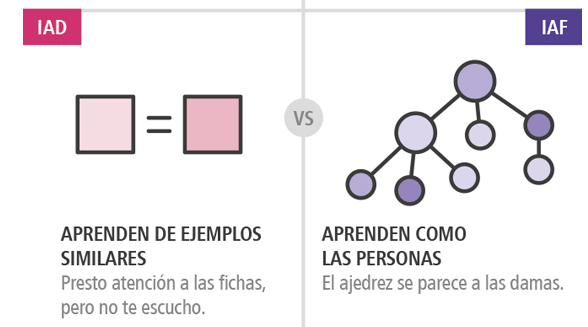 IAD
IAF
=
VS
APRENDEN DE EJEMPLOS
SIMILARES
Presto atención a las fichas,
pero no te escucho.
APRENDEN COMO
LAS PERSONAS
El ajedrez se parece a las damas.